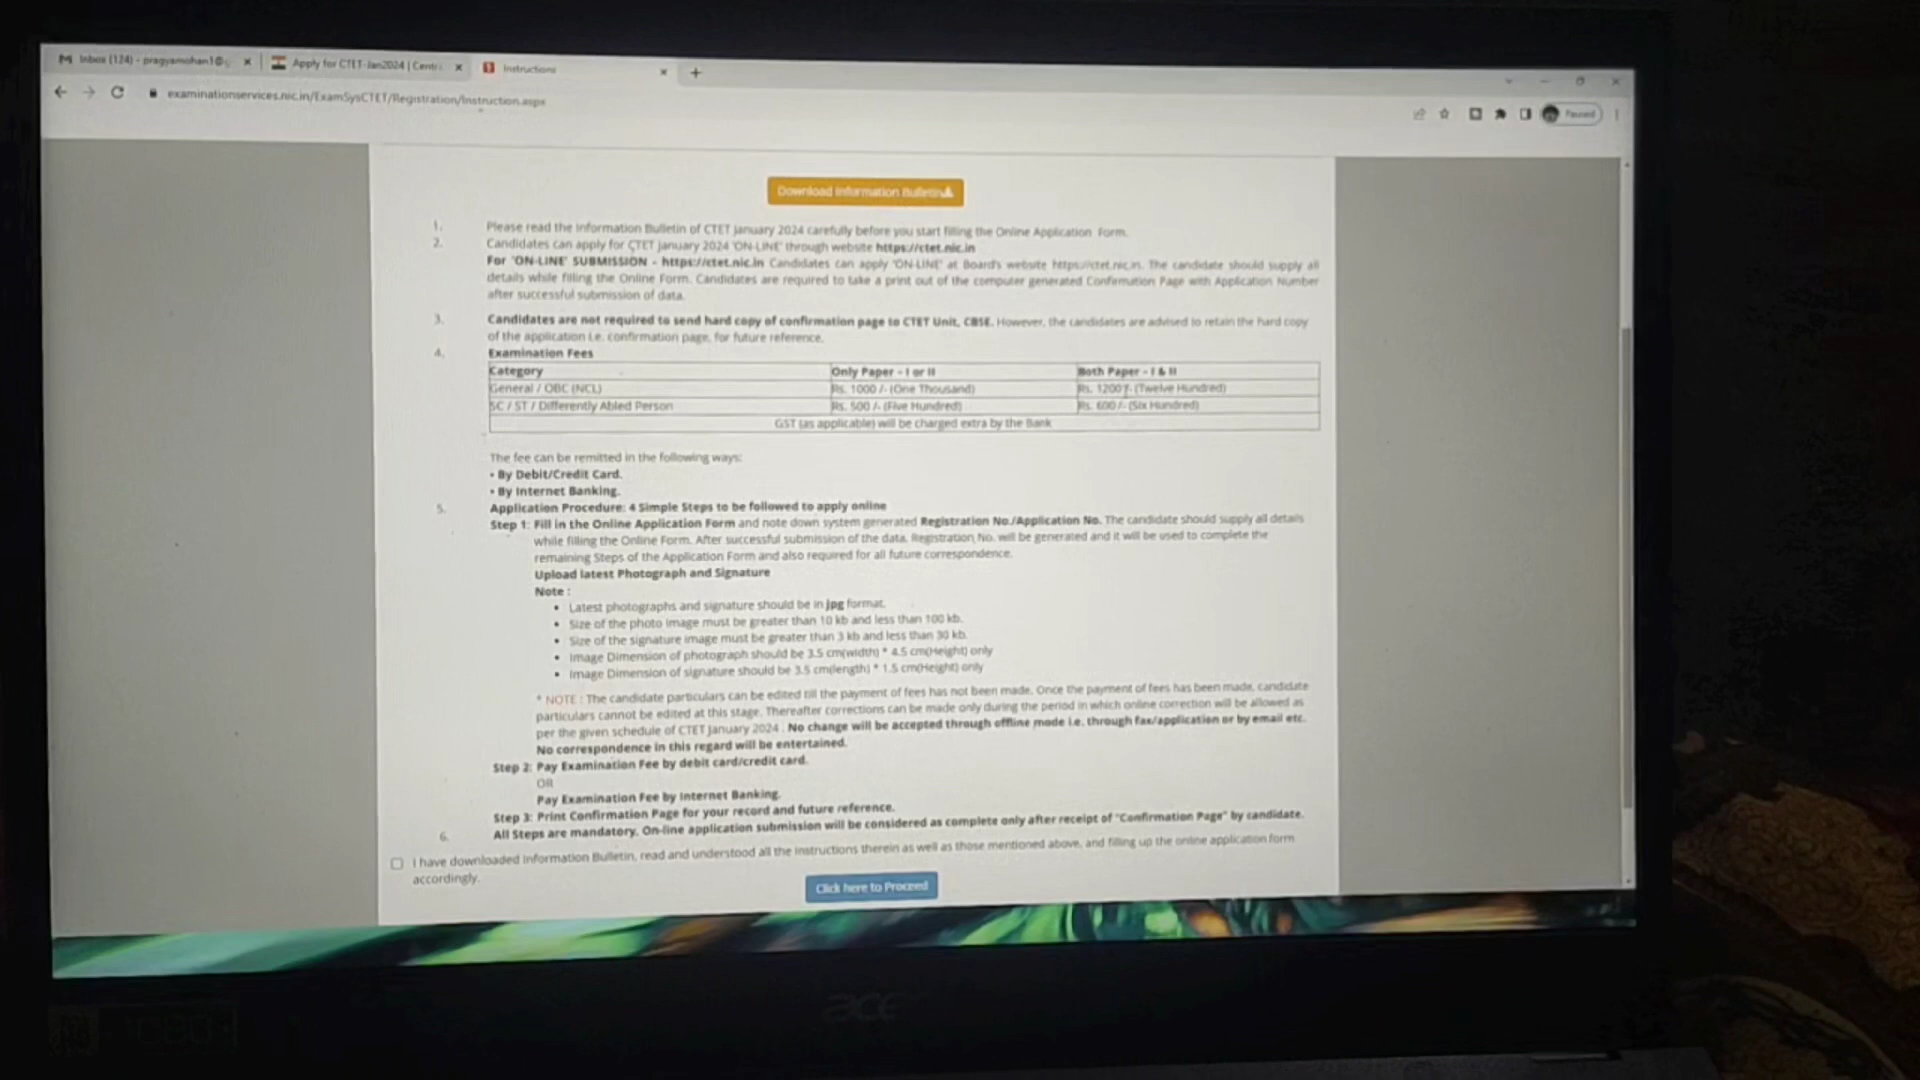 Inbox (124) - pragyamohan1@g
Apply for CTET-Jan2024 | Centr
Instructions
examinationservices.nic.in/ExamSysCTET/Registration/Instruction.aspx
Paused
Download Information Bulletin
1. Please read the Information Bulletin of CTET January 2024 carefully before you start filling the Online Application Form.
2. Candidates can apply for CTET January 2024 'ON-LINE' through website https://ctet.nic.in
For 'ON-LINE' SUBMISSION - https://ctet.nic.in Candidates can apply 'ON-LINE' at Board's website https://ctet.nic.in. The candidate should supply all
details while filling the Online Form. Candidates are required to take a print out of the computer generated Confirmation Page with Application Number
after successful submission of data.
3. Candidates are not required to send hard copy of confirmation page to CTET Unit, CBSE. However, the candidates are advised to retain the hard copy
of the application i.e. confirmation page, for future reference.
4. Examination Fees
Category Only Paper - I or II Both Paper - I & II
General / OBC (NCL) Rs. 1000 /- (One Thousand) Rs. 1200 /- (Twelve Hundred)
SC / ST / Differently Abled Person Rs. 500 /- (Five Hundred) Rs. 600 /- (Six Hundred)
GST (as applicable) will be charged extra by the Bank
The fee can be remitted in the following ways:
• By Debit/Credit Card.
• By Internet Banking.
5. Application Procedure: 4 Simple Steps to be followed to apply online
Step 1: Fill in the Online Application Form and note down system generated Registration No./Application No. The candidate should supply all details
while filling the Online Form. After successful submission of the data, Registration No. will be generated and it will be used to complete the
remaining Steps of the Application Form and also required for all future correspondence.
Upload latest Photograph and Signature
Note :
• Latest photographs and signature should be in jpg format.
• Size of the photo image must be greater than 10 kb and less than 100 kb.
• Size of the signature image must be greater than 3 kb and less than 30 kb.
• Image Dimension of photograph should be 3.5 cm(width) * 4.5 cm(Height) only
• Image Dimension of signature should be 3.5 cm(length) * 1.5 cm(Height) only
* NOTE : The candidate particulars can be edited till the payment of fees has not been made. Once the payment of fees has been made, candidate
particulars cannot be edited at this stage. Thereafter corrections can be made only during the period in which online correction will be allowed as
per the given schedule of CTET January 2024 . No change will be accepted through offline mode i.e. through fax/application or by email etc.
No correspondence in this regard will be entertained.
Step 2: Pay Examination Fee by debit card/credit card.
OR
Pay Examination Fee by Internet Banking.
Step 3: Print Confirmation Page for your record and future reference.
6. All Steps are mandatory. On-line application submission will be considered as complete only after receipt of "Confirmation Page" by candidate.
I have downloaded Information Bulletin, read and understood all the Instructions therein as well as those mentioned above, and filling up the online application form
accordingly.
Click here to Proceed
acer